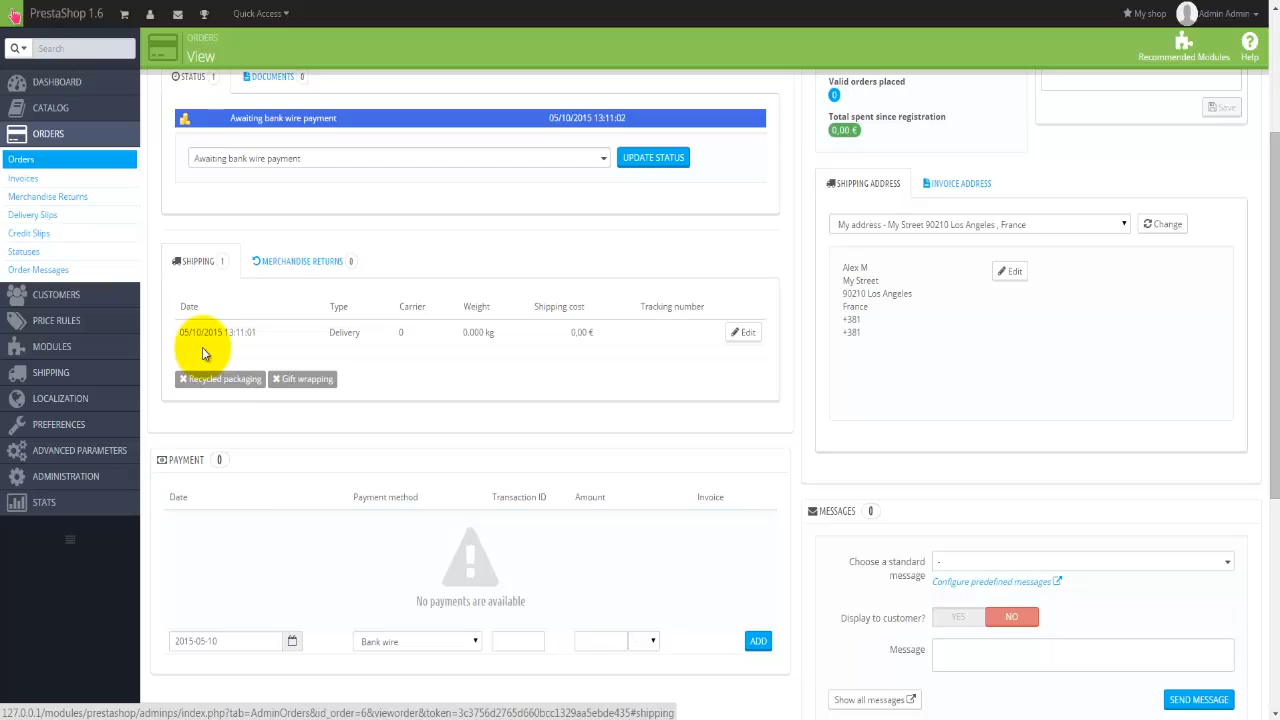 PrestaShop 1.6
Quick Access
My shop
Admin Admin
Search
ORDERS
View
Recommended Modules
Help
DASHBOARD
CATALOG
ORDERS
Orders
Invoices
Merchandise Returns
Delivery Slips
Credit Slips
Statuses
Order Messages
CUSTOMERS
PRICE RULES
MODULES
SHIPPING
LOCALIZATION
PREFERENCES
ADVANCED PARAMETERS
ADMINISTRATION
STATS
STATUS 1
DOCUMENTS 0
Awaiting bank wire payment 05/10/2015 13:11:02
Awaiting bank wire payment
UPDATE STATUS
SHIPPING 1
MERCHANDISE RETURNS 0
Date Type Carrier Weight Shipping cost Tracking number
05/10/2015 13:11:01 Delivery 0 0.000 kg 0,00 € Edit
Recycled packaging
Gift wrapping
PAYMENT 0
Date Payment method Transaction ID Amount Invoice
No payments are available
2015-05-10 Bank wire ADD
Valid orders placed
0
Total spent since registration
0,00 €
Save
SHIPPING ADDRESS
INVOICE ADDRESS
My address - My Street 90210 Los Angeles , France
Change
Alex M
Edit
My Street
90210 Los Angeles
France
+381
+381
MESSAGES 0
Choose a standard
message
-
Configure predefined messages
Display to customer? YES NO
Message
Show all messages
SEND MESSAGE
127.0.0.1/modules/prestashop/adminps/index.php?tab=AdminOrders&id_order=6&vieworder&token=3c3756d2765d660bcc1329aa5ebde435#shipping